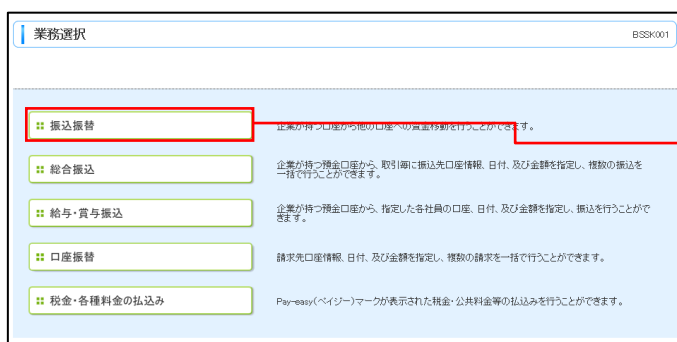 業務選択
BSSK001
振込振替
企業が持つ口座から他の口座への資金移動を行うことができます。
総合振込
企業が持つ預金口座から、取引毎に振込先口座情報、日付、及び金額を指定し、複数の振込を
一括で行うことができます。
給与・賞与振込
企業が持つ預金口座から、指定した各社員の口座、日付、及び金額を指定し、振込を行うことがで
きます。
口座振替
請求先口座情報、日付、及び金額を指定し、複数の請求を一括で行うことができます。
税金・各種料金の払込み
Pay-easy(ペイジー)マークが表示された税金・公共料金等の払込みを行うことができます。